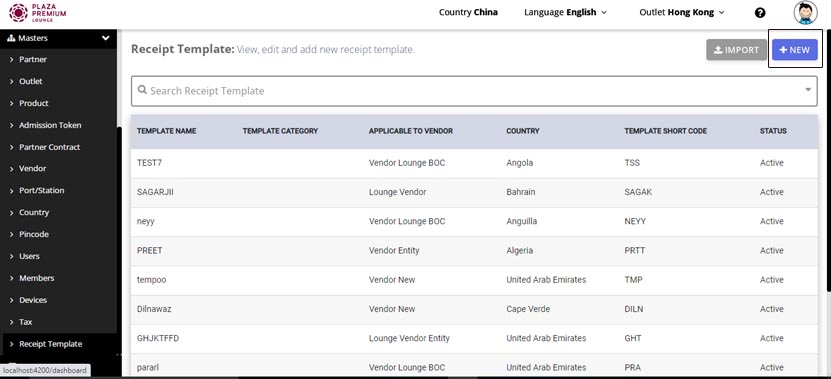 PLAZA
PREMIUM
LOUNGE
Country China
Language English
Outlet Hong Kong
?
Masters
Partner
Outlet
Product
Admission Token
Partner Contract
Vendor
Port/Station
Country
Pincode
Users
Members
Devices
Tax
Receipt Template
localhost:4200/dashboard
Receipt Template: View, edit and add new receipt template.
IMPORT
+ NEW
Search Receipt Template
TEMPLATE NAME TEMPLATE CATEGORY APPLICABLE TO VENDOR COUNTRY TEMPLATE SHORT CODE STATUS
TEST7 Vendor Lounge BOC Angola TSS Active
SAGARJII Lounge Vendor Bahrain SAGAK Active
neyy Vendor Lounge BOC Anguilla NEYY Active
PREET Vendor Entity Algeria PRTT Active
tempoo Vendor New United Arab Emirates TMP Active
Dilnawaz Vendor New Cape Verde DILN Active
GHJKTFFD Lounge Vendor Entity United Arab Emirates GHT Active
pararl Vendor Lounge BOC United Arab Emirates PRA Active